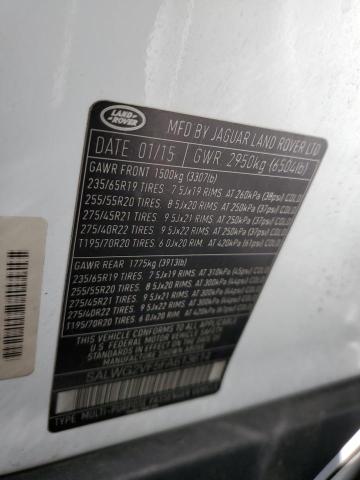 LAND
ROVER
MFD BY JAGUAR LAND ROVER LTD
DATE 01/15 GWR 2950kg (6504lb)
GAWR FRONT 1500kg (3307lb)
235/65R19 TIRES 7.5Jx19 RIMS, AT 260kPa (38psi) COLD
255/55R20 TIRES 8.5Jx20 RIMS, AT 250kPa (37psi) COLD
275/45R21 TIRES 9.5Jx21 RIMS, AT 250kPa (37psi) COLD
275/40R22 TIRES 9.5Jx22 RIMS, AT 250kPa (37psi) COLD
T195/70R20 TIRES 6.0Jx20 RIM, AT 420kPa (61psi) COLD
GAWR REAR 1775kg (3913lb)
235/65R19 TIRES 7.5Jx19 RIMS, AT 310kPa (45psi) COLD
255/55R20 TIRES 8.5Jx20 RIMS, AT 300kPa (44psi) COLD
275/45R21 TIRES 9.5Jx21 RIMS, AT 300kPa (44psi) COLD
275/40R22 TIRES 9.5Jx22 RIMS, AT 300kPa (44psi) COLD
T195/70R20 TIRES 6.0Jx20 RIM, AT 420kPa (61psi) COLD
THIS VEHICLE CONFORMS TO ALL
TYPE MULTI-PURPOSE PASSENGER VEHICLE